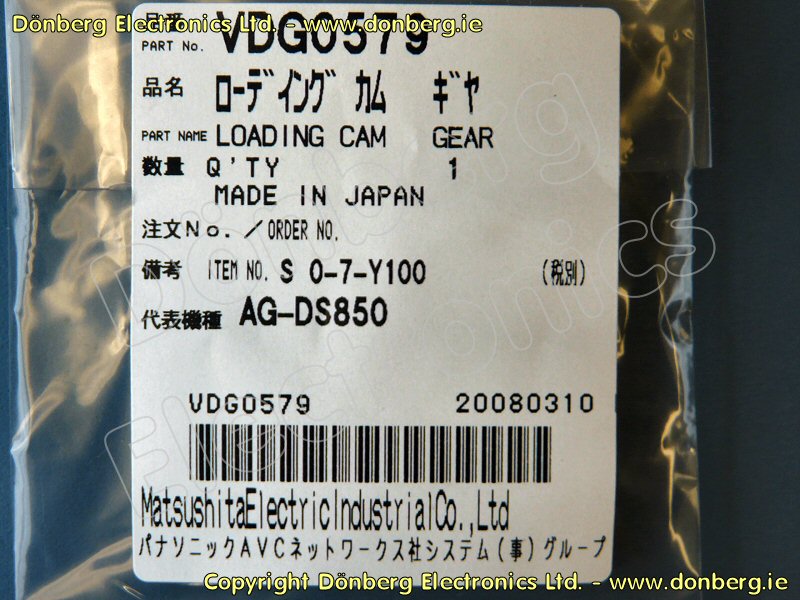 Dönberg Electronics Ltd. - www.donberg.ie
品番
PART No. VDG0579
品名 ローディング カム ギヤ
PART NAME LOADING CAM GEAR
数量 Q'TY 1
MADE IN JAPAN
注文No./ORDER NO.
備考 ITEM NO. S 0-7-Y100 (税別)
代表機種 AG-DS850
VDG0579 20080310
MatsushitaElectricIndustrialCo.,Ltd
パナソニックAVCネットワークス社システム(事)グループ
Dönberg Electronics
Copyright Dönberg Electronics Ltd. - www.donberg.ie